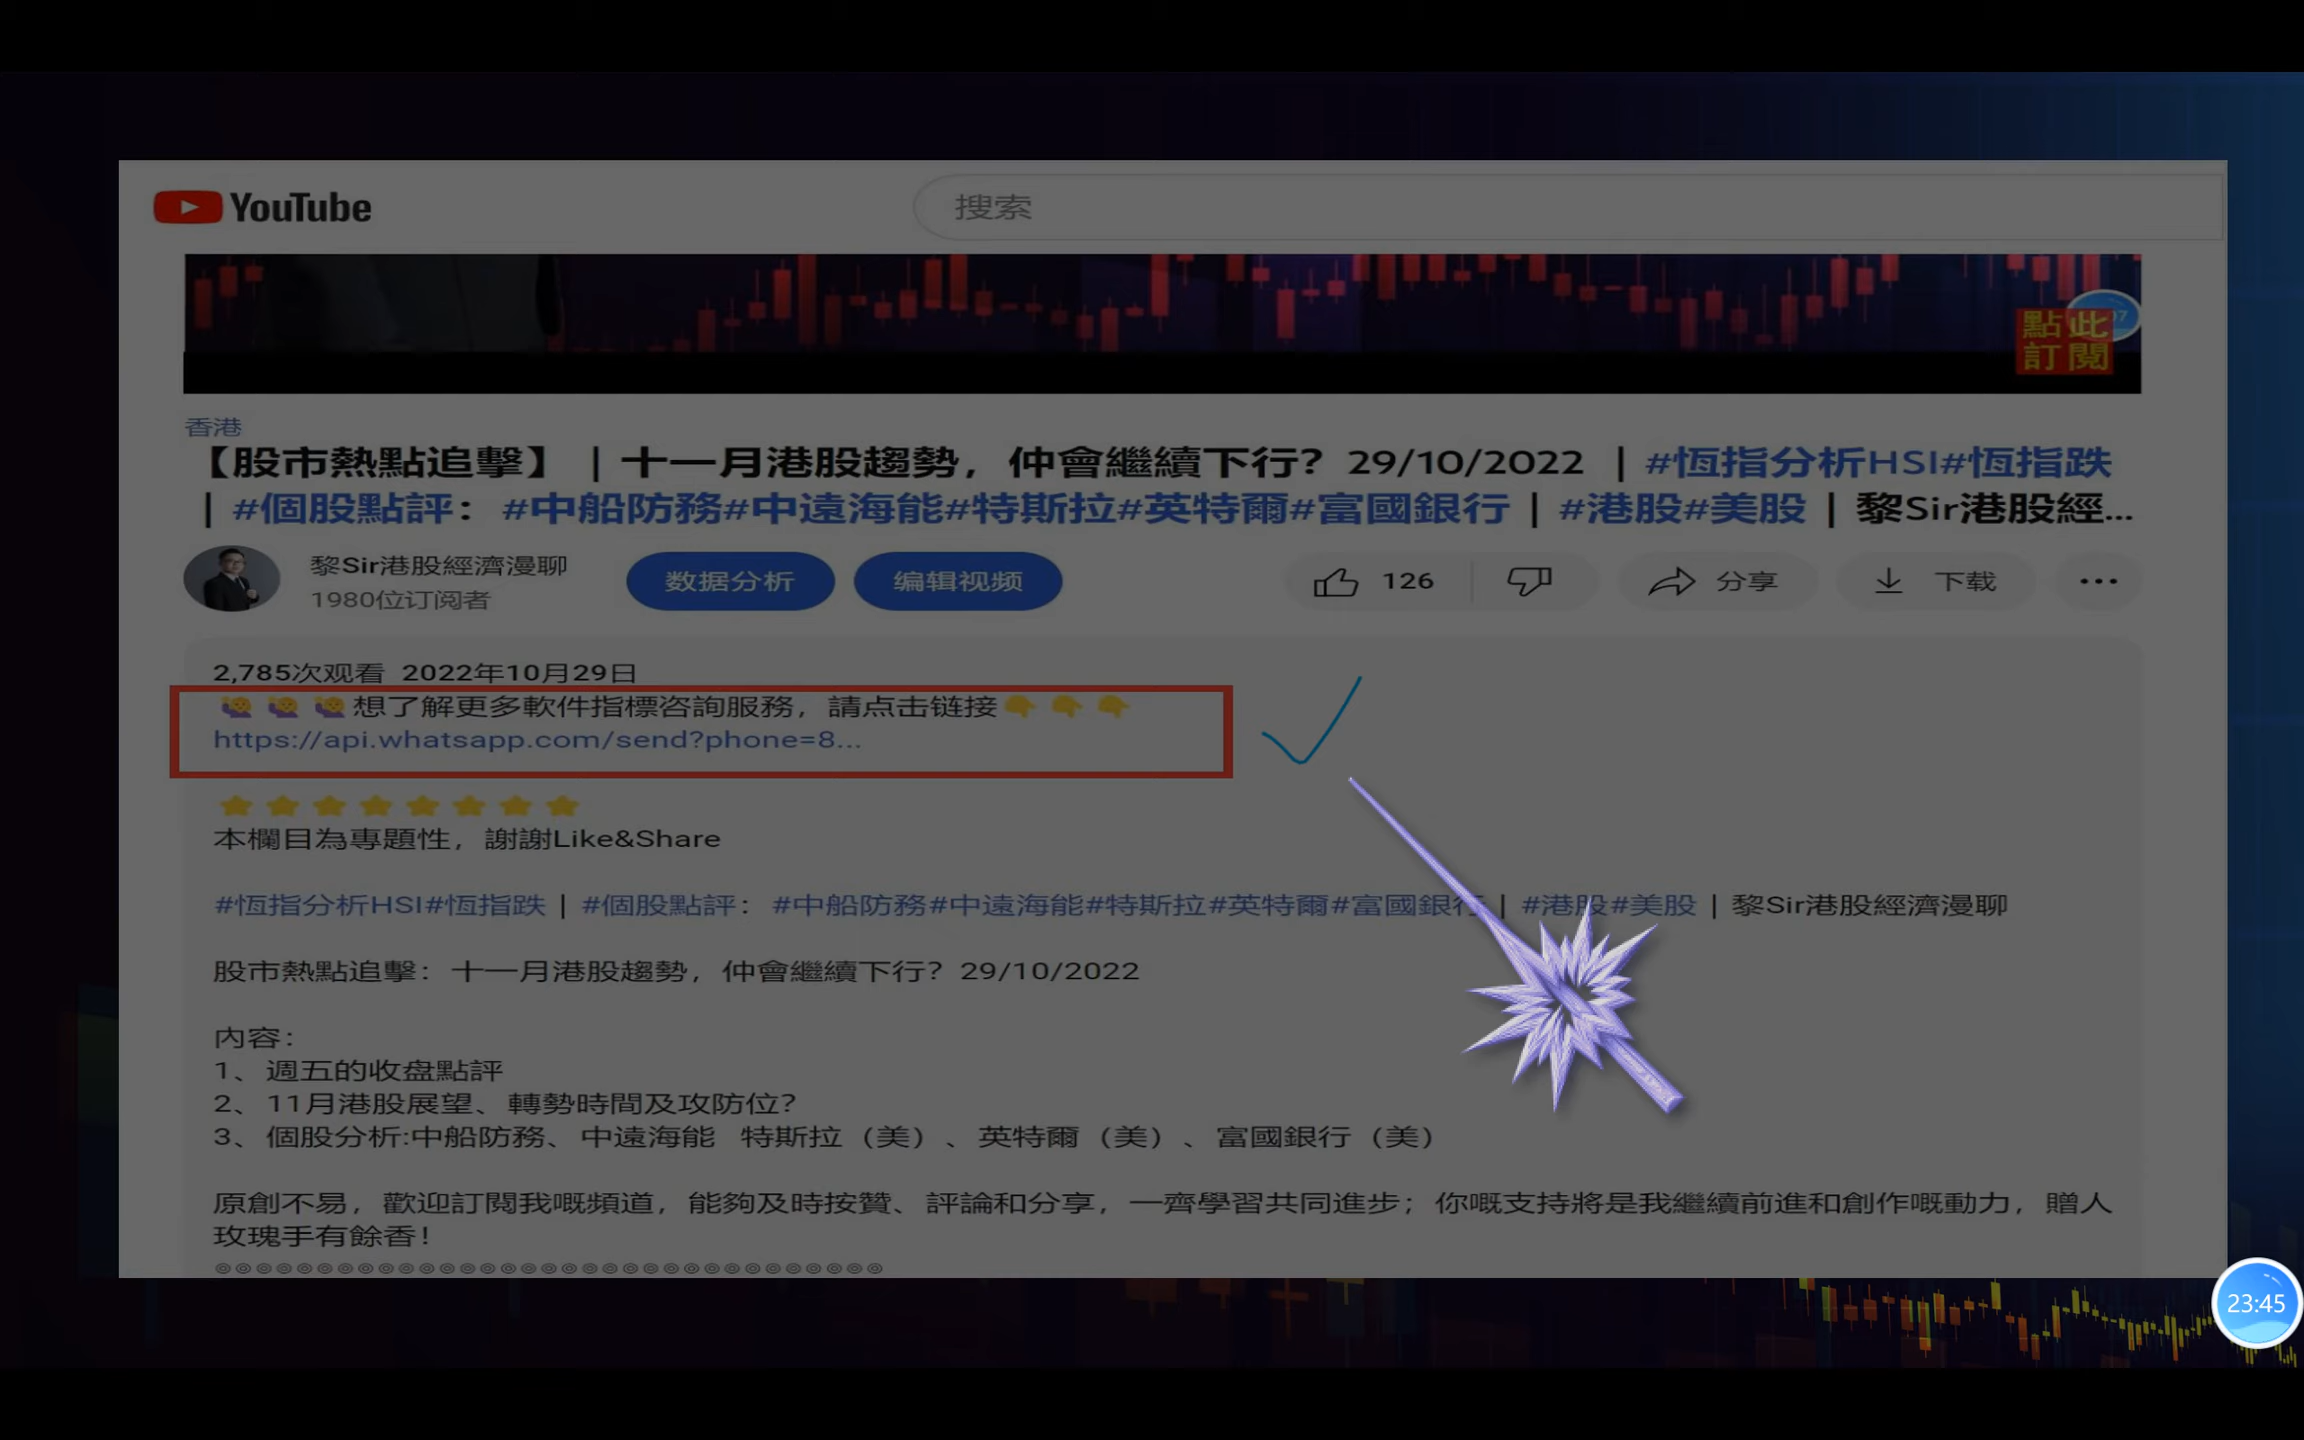 YouTube
搜索
點此
訂閱
香港
【股市熱點追擊】｜十一月港股趨勢，仲會繼續下行？29/10/2022 ｜#恆指分析HSI#恆指跌
｜#個股點評：#中船防務#中遠海能#特斯拉#英特爾#富國銀行｜#港股#美股｜黎Sir港股經...
黎Sir港股經濟漫聊
1980位订阅者
数据分析
编辑视频
126
分享
下载
2,785次观看 2022年10月29日
🙋🙋🙋想了解更多軟件指標咨詢服務，請点击链接👇👇👇
https://api.whatsapp.com/send?phone=8...
⭐⭐⭐⭐⭐⭐⭐⭐
本欄目為專題性，謝謝Like&Share
#恆指分析HSI#恆指跌｜#個股點評：#中船防務#中遠海能#特斯拉#英特爾#富國銀行｜#港股#美股｜黎Sir港股經濟漫聊
股市熱點追擊：十一月港股趨勢，仲會繼續下行？29/10/2022
內容：
1、週五的收盘點評
2、11月港股展望、轉勢時間及攻防位？
3、個股分析:中船防務、中遠海能 特斯拉（美）、英特爾（美）、富國銀行（美）
原創不易，歡迎訂閱我嘅頻道，能夠及時按贊、評論和分享，一齊學習共同進步；你嘅支持將是我繼續前進和創作嘅動力，贈人
玫瑰手有餘香！
23:45